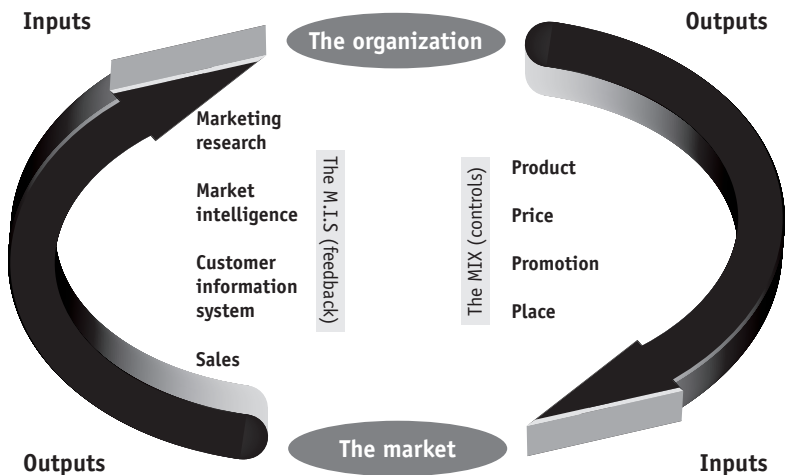 Inputs
The organization
Outputs
Marketing
research
Market
intelligence
Customer
information
system
Sales
The M.I.S (feedback)
The MIX (controls)
Product
Price
Promotion
Place
Outputs
The market
Inputs